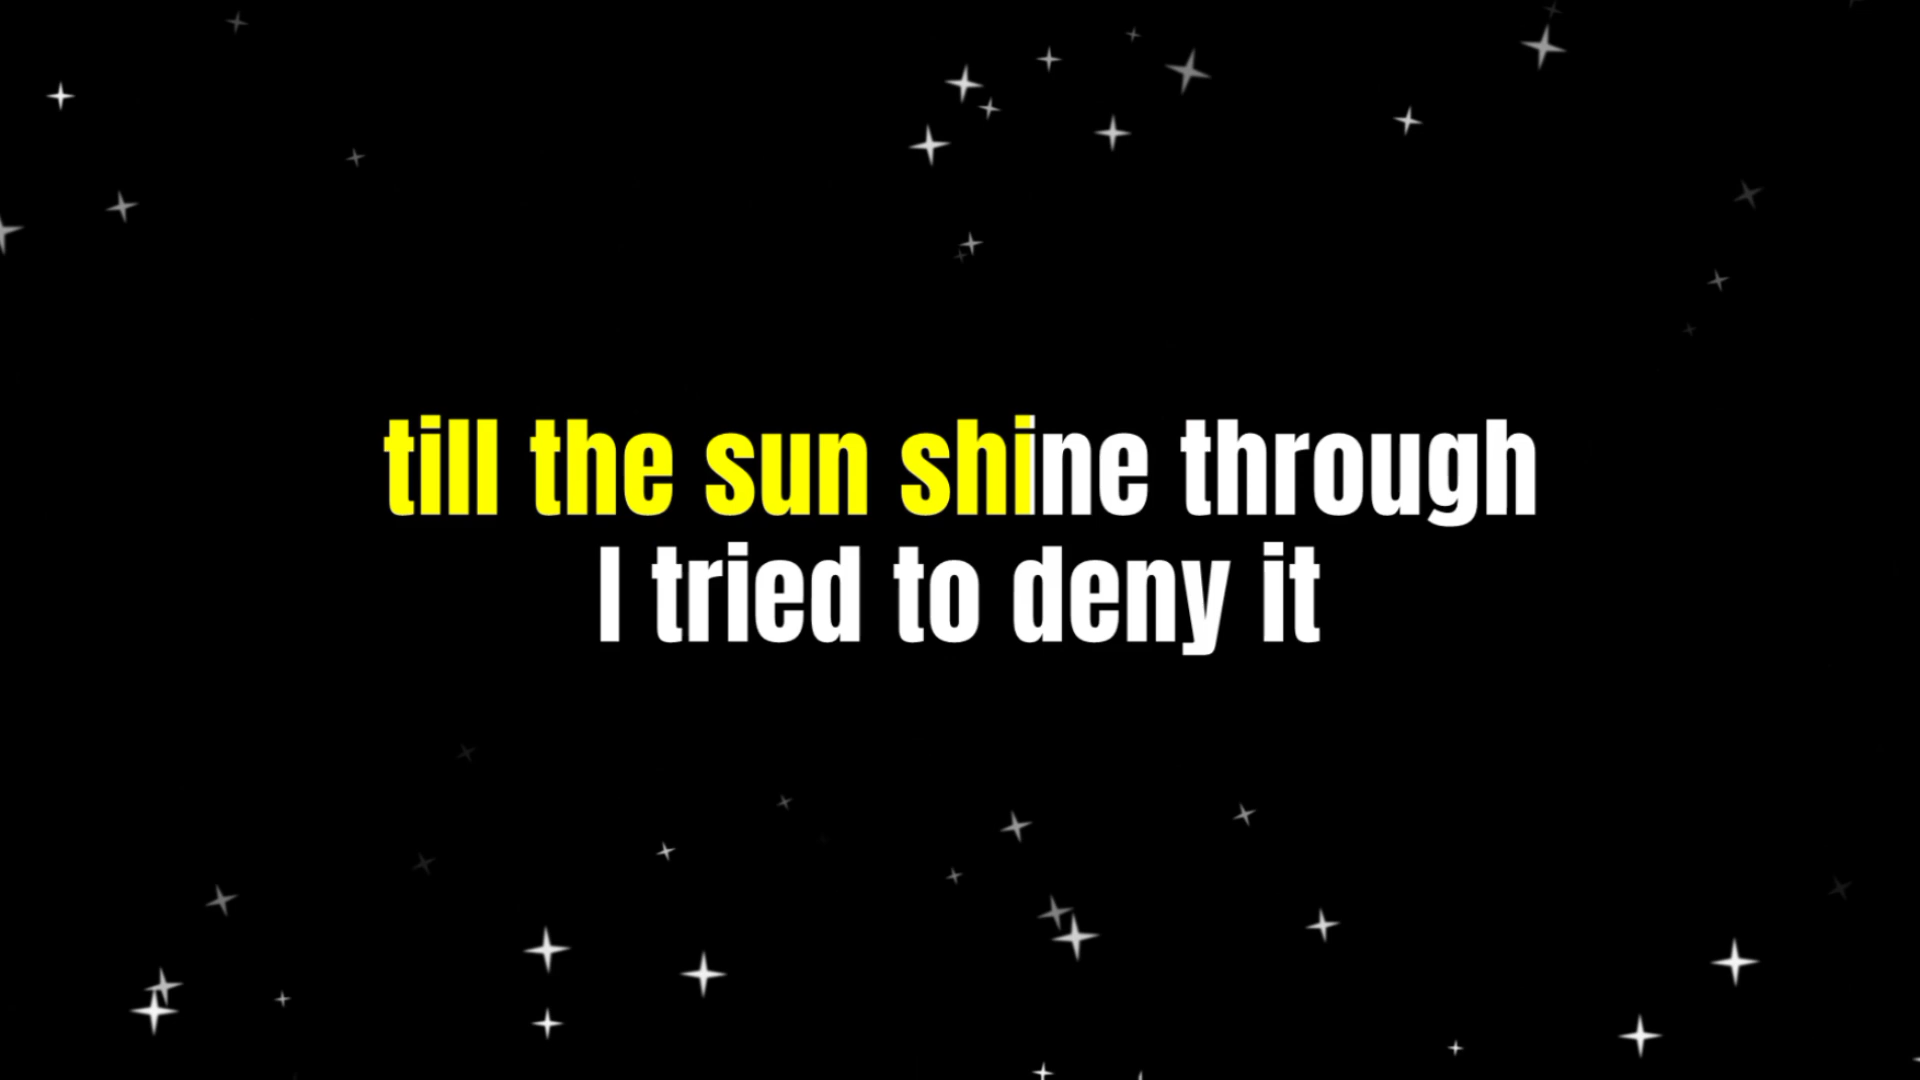 till the sun shine through
I tried to deny it